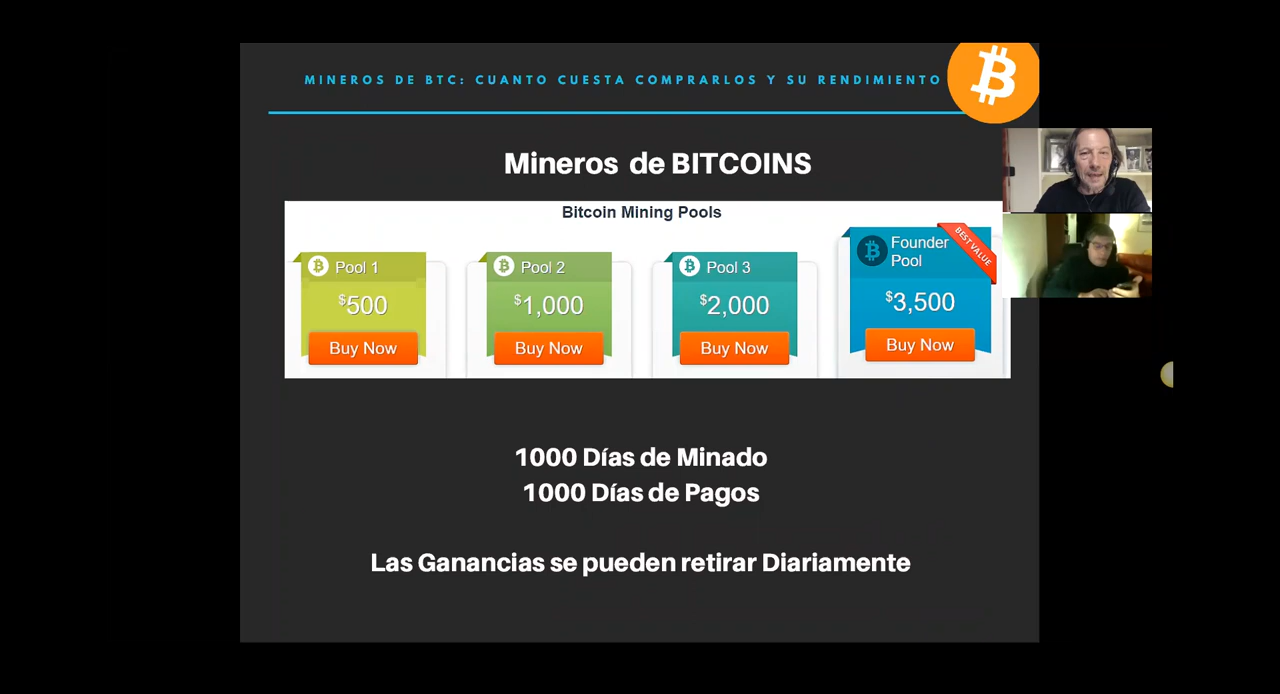 MINEROS DE BTC: CUANTO CUESTA COMPRARLOS Y SU RENDIMIENTO
Mineros de BITCOINS
Bitcoin Mining Pools
Pool 1
$500
Buy Now
Pool 2
$1,000
Buy Now
Pool 3
$2,000
Buy Now
Founder
Pool
BEST VALUE
$3,500
Buy Now
1000 Días de Minado
1000 Días de Pagos
Las Ganancias se pueden retirar Diariamente